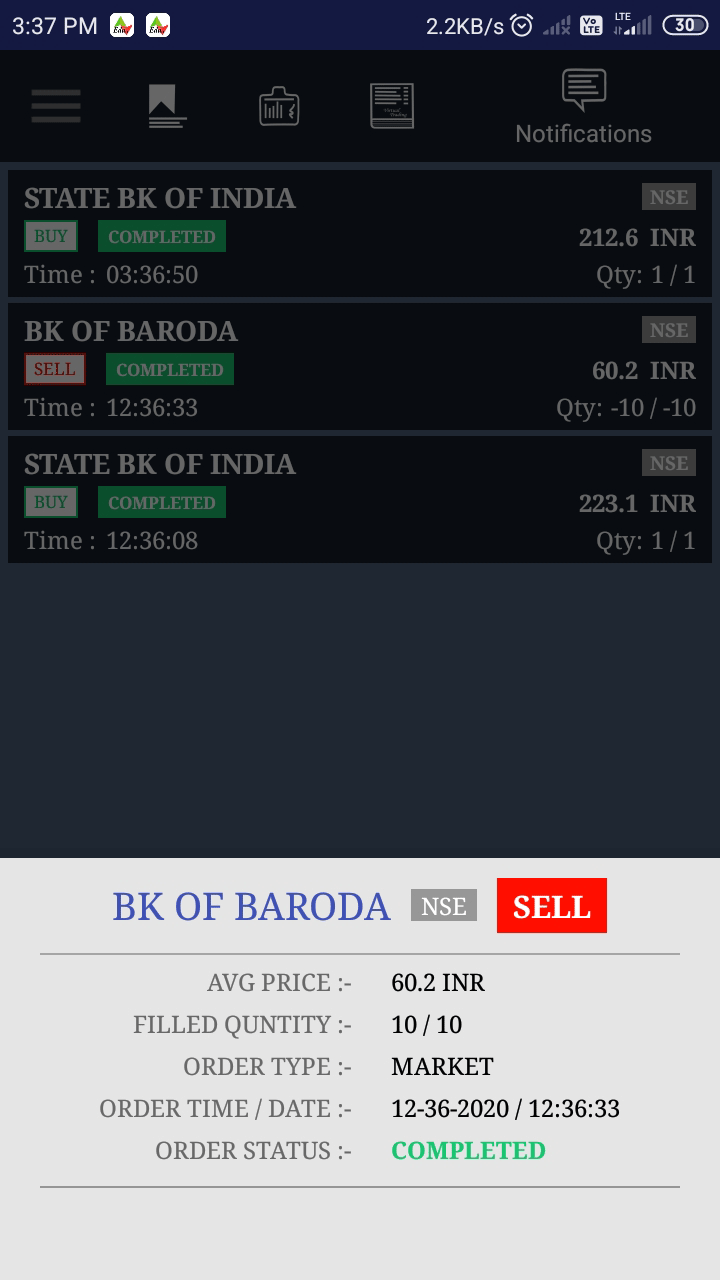 3:37 PM
2.2KB/s
Vo LTE
LTE
30
Virtual Trading
Notifications
STATE BK OF INDIA NSE
BUY COMPLETED 212.6 INR
Time : 03:36:50 Qty: 1 / 1
BK OF BARODA NSE
SELL COMPLETED 60.2 INR
Time : 12:36:33 Qty: -10 / -10
STATE BK OF INDIA NSE
BUY COMPLETED 223.1 INR
Time : 12:36:08 Qty: 1 / 1
BK OF BARODA NSE SELL
AVG PRICE :- 60.2 INR
FILLED QUNTITY :- 10 / 10
ORDER TYPE :- MARKET
ORDER TIME / DATE :- 12-36-2020 / 12:36:33
ORDER STATUS :- COMPLETED